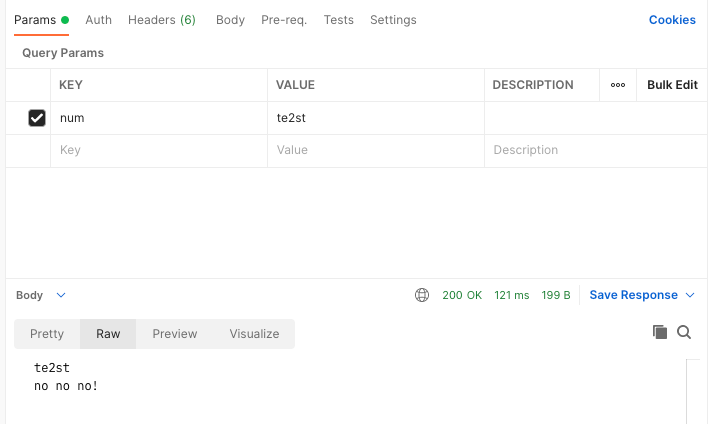 Params Auth Headers (6) Body Pre-req. Tests Settings Cookies
Query Params
KEY VALUE DESCRIPTION ooo Bulk Edit
num te2st
Key Value Description
Body 200 OK 121 ms 199 B Save Response
Pretty Raw Preview Visualize
te2st
no no no!